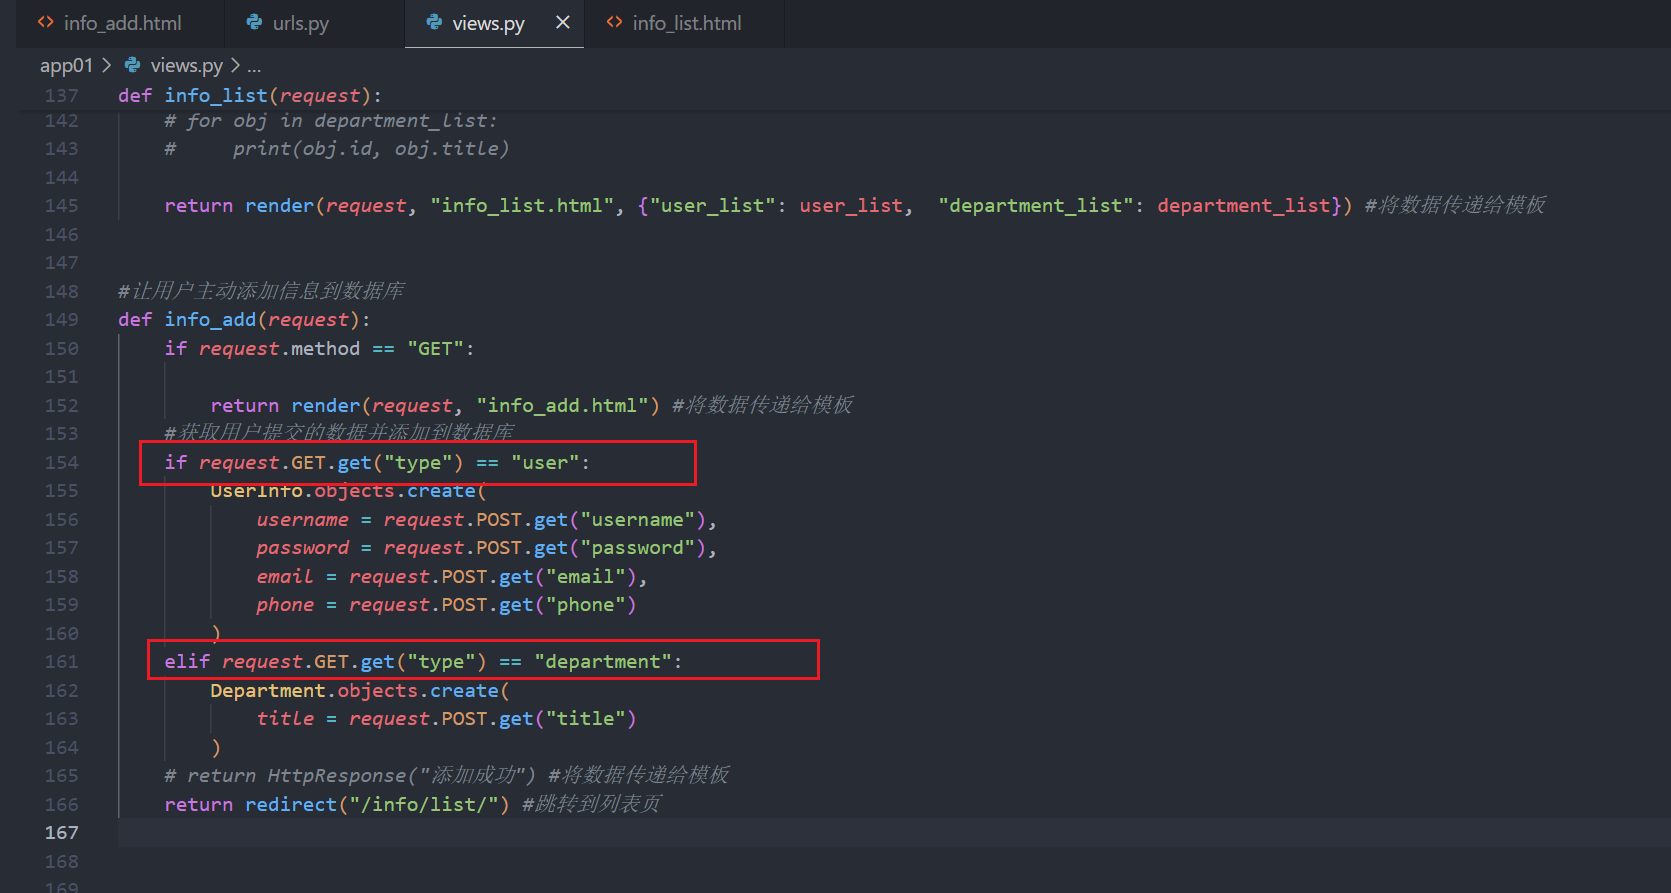 info_add.html urls.py views.py info_list.html
app01 > views.py > ...
137 def info_list(request):
142 # for obj in department_list:
143 #     print(obj.id, obj.title)
144
145 return render(request, "info_list.html", {"user_list": user_list,  "department_list": department_list}) #将数据传递给模板
146
147
148 #让用户主动添加信息到数据库
149 def info_add(request):
150 if request.method == "GET":
151
152 return render(request, "info_add.html") #将数据传递给模板
153 #获取用户提交的数据并添加到数据库
154 if request.GET.get("type") == "user":
155 UserInfo.objects.create(
156 username = request.POST.get("username"),
157 password = request.POST.get("password"),
158 email = request.POST.get("email"),
159 phone = request.POST.get("phone")
160 )
161 elif request.GET.get("type") == "department":
162 Department.objects.create(
163 title = request.POST.get("title")
164 )
165 # return HttpResponse("添加成功") #将数据传递给模板
166 return redirect("/info/list/") #跳转到列表页
167
168
169